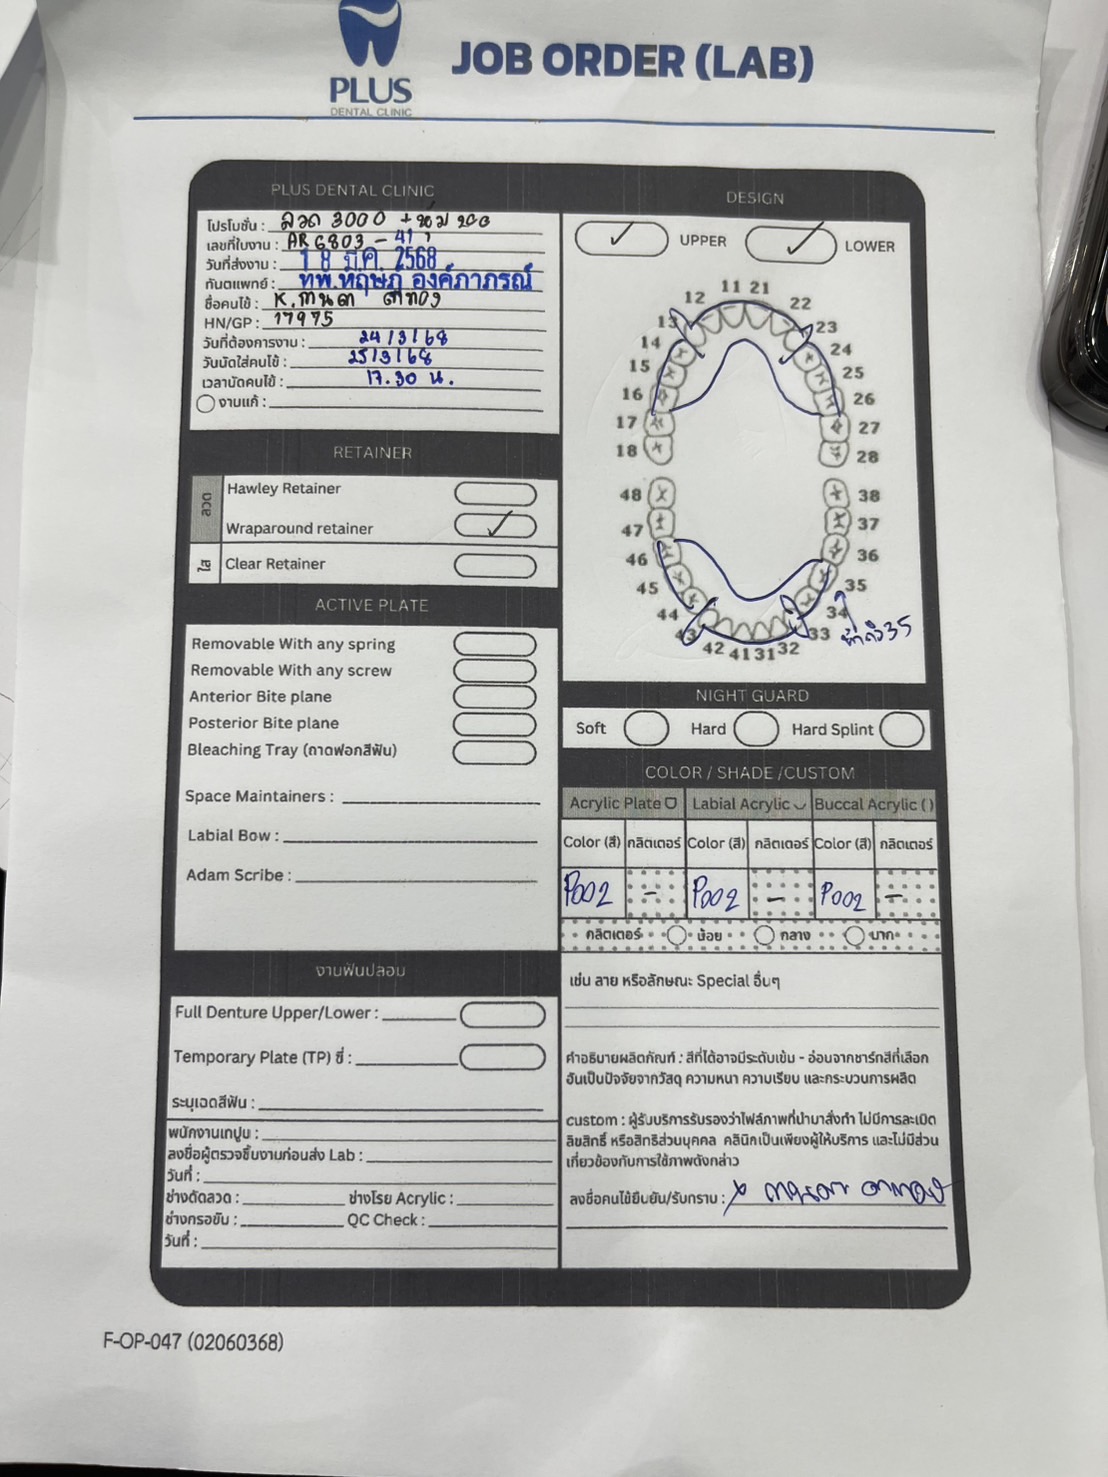 PLUS
DENTAL CLINIC
JOB ORDER (LAB)
PLUS DENTAL CLINIC
โปรโมชั่น : ลวด 3000 + 200
เลขที่ใบงาน : AR6803 - 41
วันที่ส่งงาน : 18 มี.ค. 2568
ทันตแพทย์ : ทพ.หฤษฎ์ องค์ภาภรณ์
ชื่อคนไข้ : K.
HN/GP : 17975
วันที่ต้องการงาน : 24/3/68
วันนัดใส่คนไข้ : 25/3/68
เวลานัดคนไข้ : 17.30 น.
งานแก้ :
RETAINER
ลวด
Hawley Retainer
Wraparound retainer
ใส
Clear Retainer
ACTIVE PLATE
Removable With any spring
Removable With any screw
Anterior Bite plane
Posterior Bite plane
Bleaching Tray (ถาดฟอกสีฟัน)
Space Maintainers :
Labial Bow :
Adam Scribe :
งานฟันปลอม
Full Denture Upper/Lower :
Temporary Plate (TP) ซี่ :
ระบุเฉดสีฟัน :
พนักงานเทปูน :
ลงชื่อผู้ตรวจชิ้นงานก่อนส่ง Lab :
วันที่ :
ช่างดัดลวด : ช่างโรย Acrylic :
ช่างกรอขัน : QC Check :
วันที่ :
DESIGN
UPPER LOWER
11 21
12 22
13 23
14 24
15 25
16 26
17 27
18 28
48 38
47 37
46 36
45 35
44 34
43 33
42 41 31 32
35
NIGHT GUARD
Soft Hard Hard Splint
COLOR / SHADE /CUSTOM
Acrylic Plate Labial Acrylic Buccal Acrylic ( )
Color (สี) กลิตเตอร์ Color (สี) กลิตเตอร์ Color (สี) กลิตเตอร์
P002 - P002 - P002 -
กลิตเตอร์ น้อย กลาง มาก
เช่น ลาย หรือลักษณะ Special อื่นๆ
คำอธิบายผลิตภัณฑ์ : สีที่ได้อาจมีระดับเข้ม - อ่อนจากชาร์ทสีที่เลือก
อันเป็นปัจจัยจากวัสดุ ความหนา ความเรียบ และกระบวนการผลิต
custom : ผู้รับบริการรับรองว่าไฟล์ภาพที่นำมาสั่งทำ ไม่มีการละเมิด
ลิขสิทธิ์ หรือสิทธิส่วนบุคคล คลินิกเป็นเพียงผู้ให้บริการ และไม่มีส่วน
เกี่ยวข้องกับการใช้ภาพดังกล่าว
ลงชื่อคนไข้ยืนยัน/รับทราบ :
F-OP-047 (02060368)